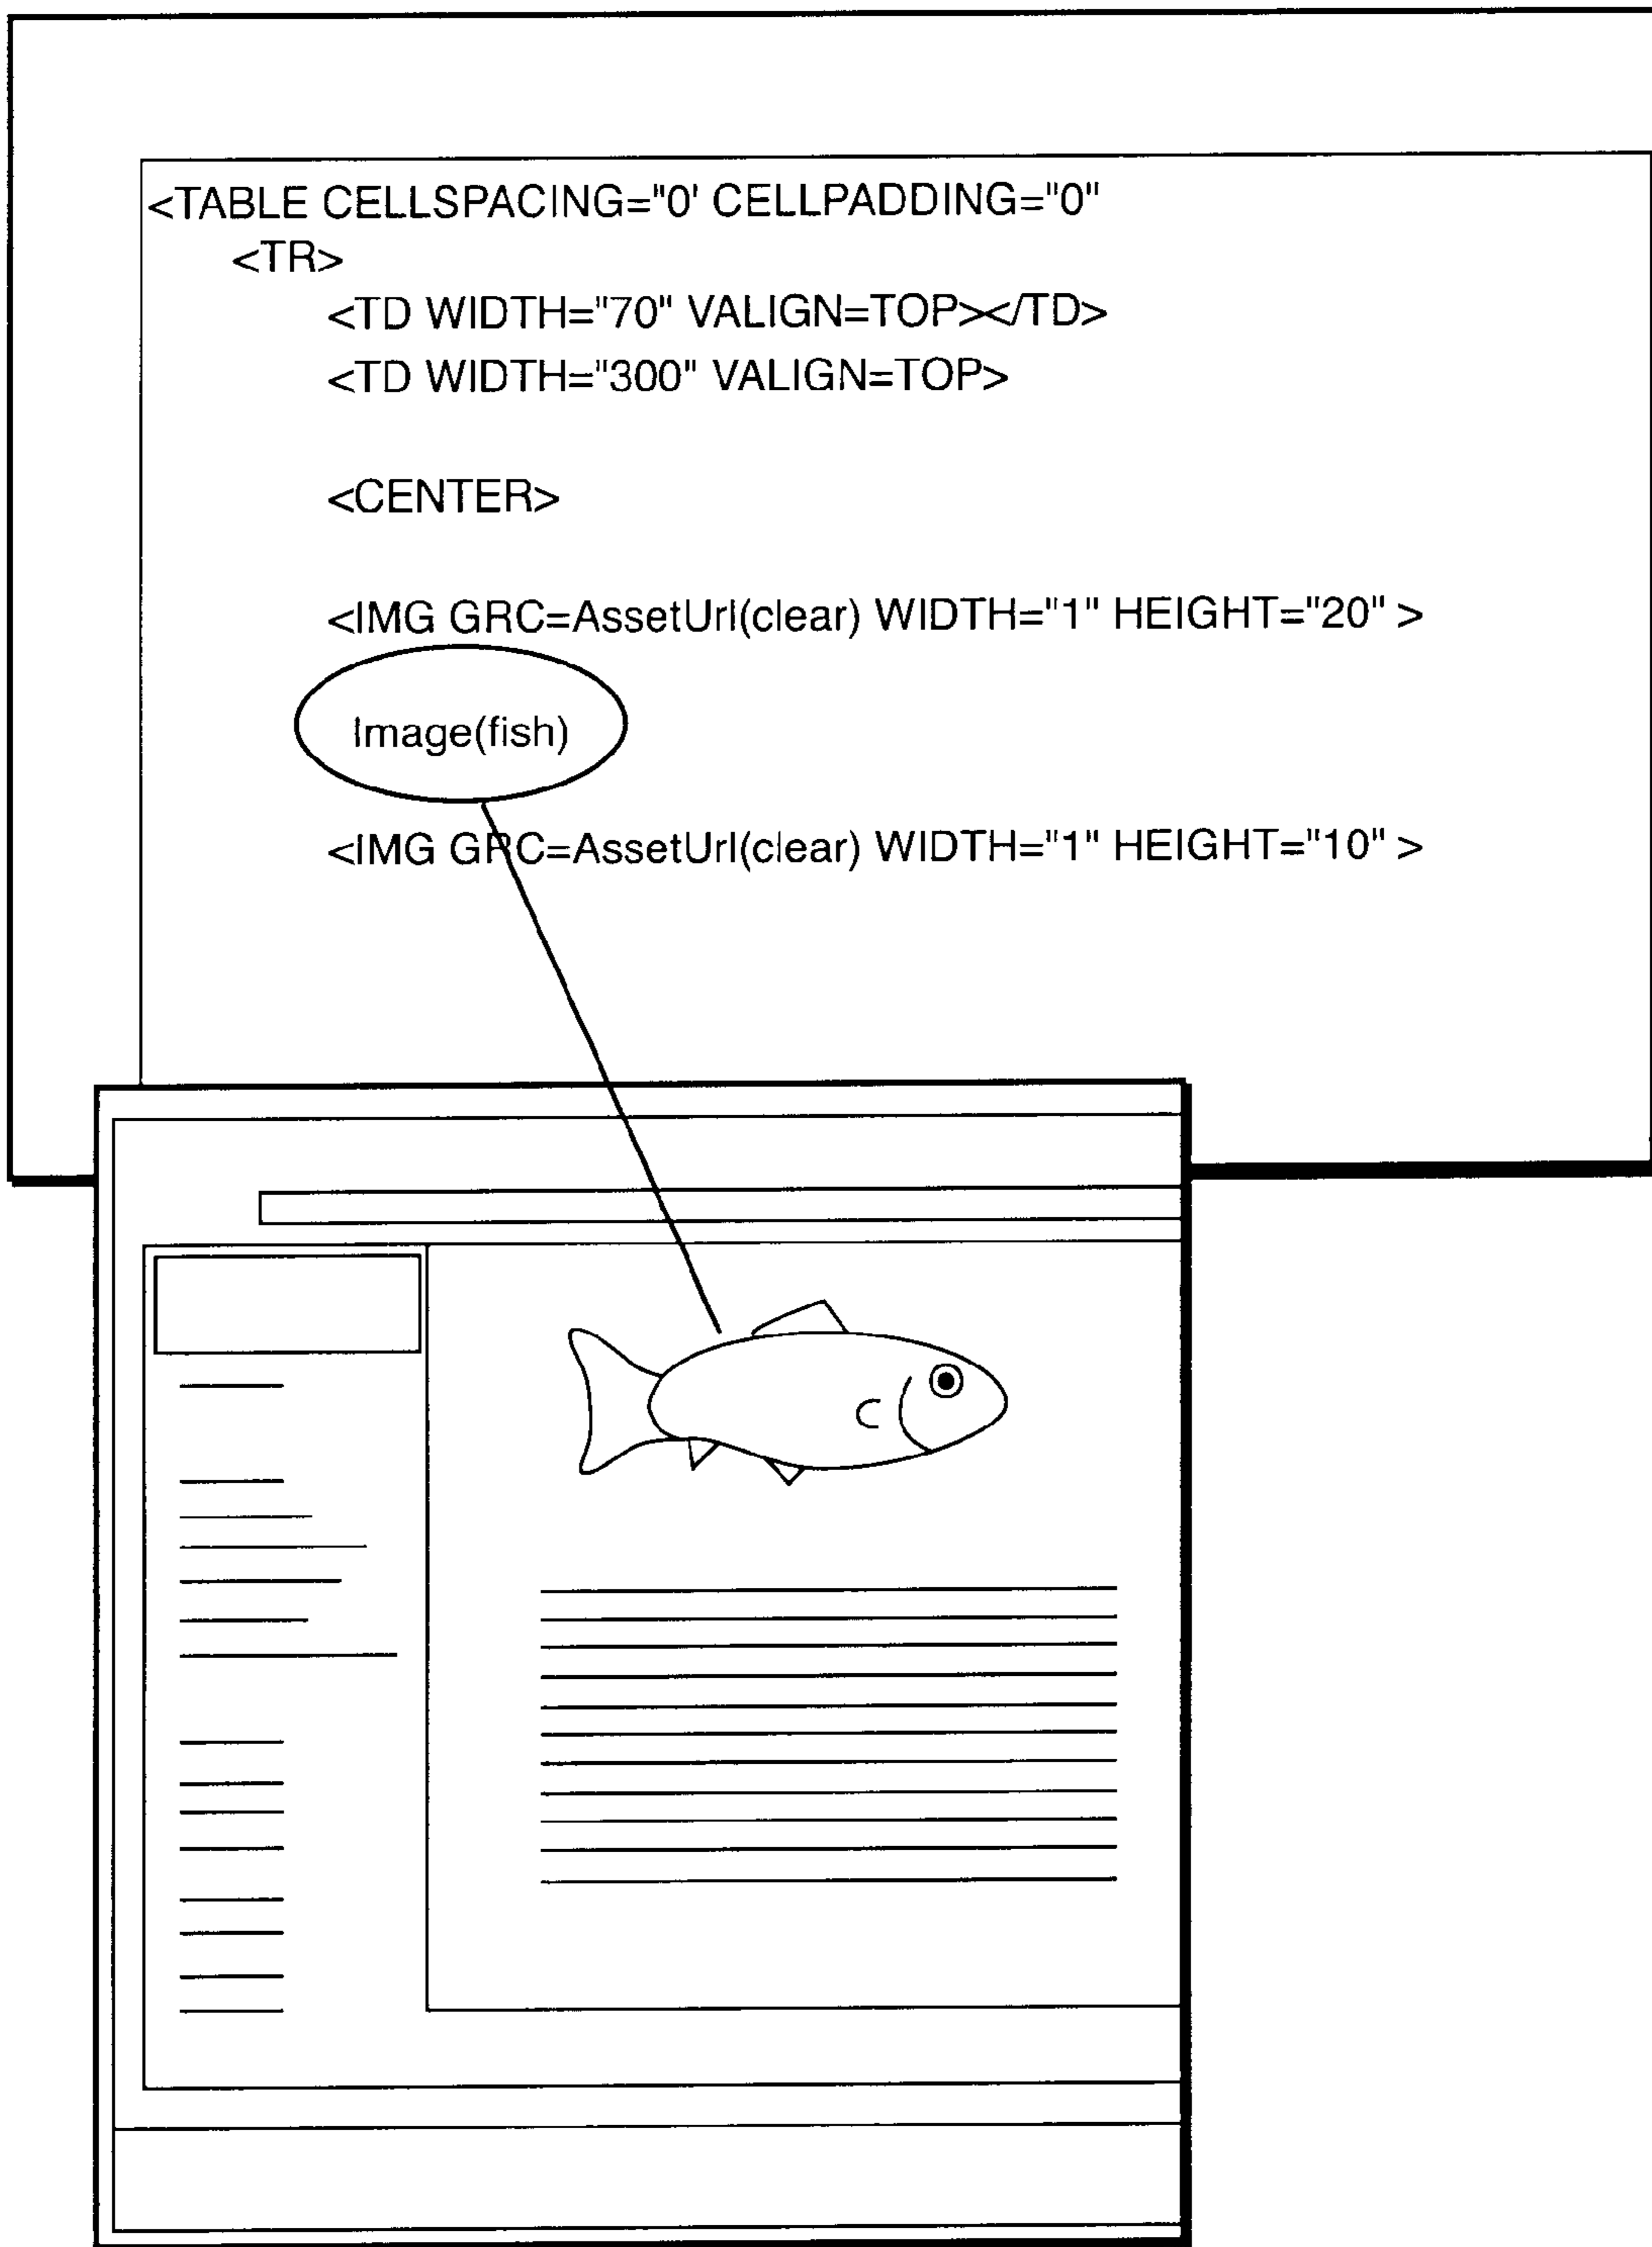 <TABLE CELLSPACING="0' CELLPADDING="0"
<TR>
<TD WIDTH="70" VALIGN=TOP></TD>
<TD WIDTH="300" VALIGN=TOP>
<CENTER>
<IMG GRC=AssetUrl(clear) WIDTH="1" HEIGHT="20" >
Image(fish)
<IMG GRC=AssetUrl(clear) WIDTH="1" HEIGHT="10" >